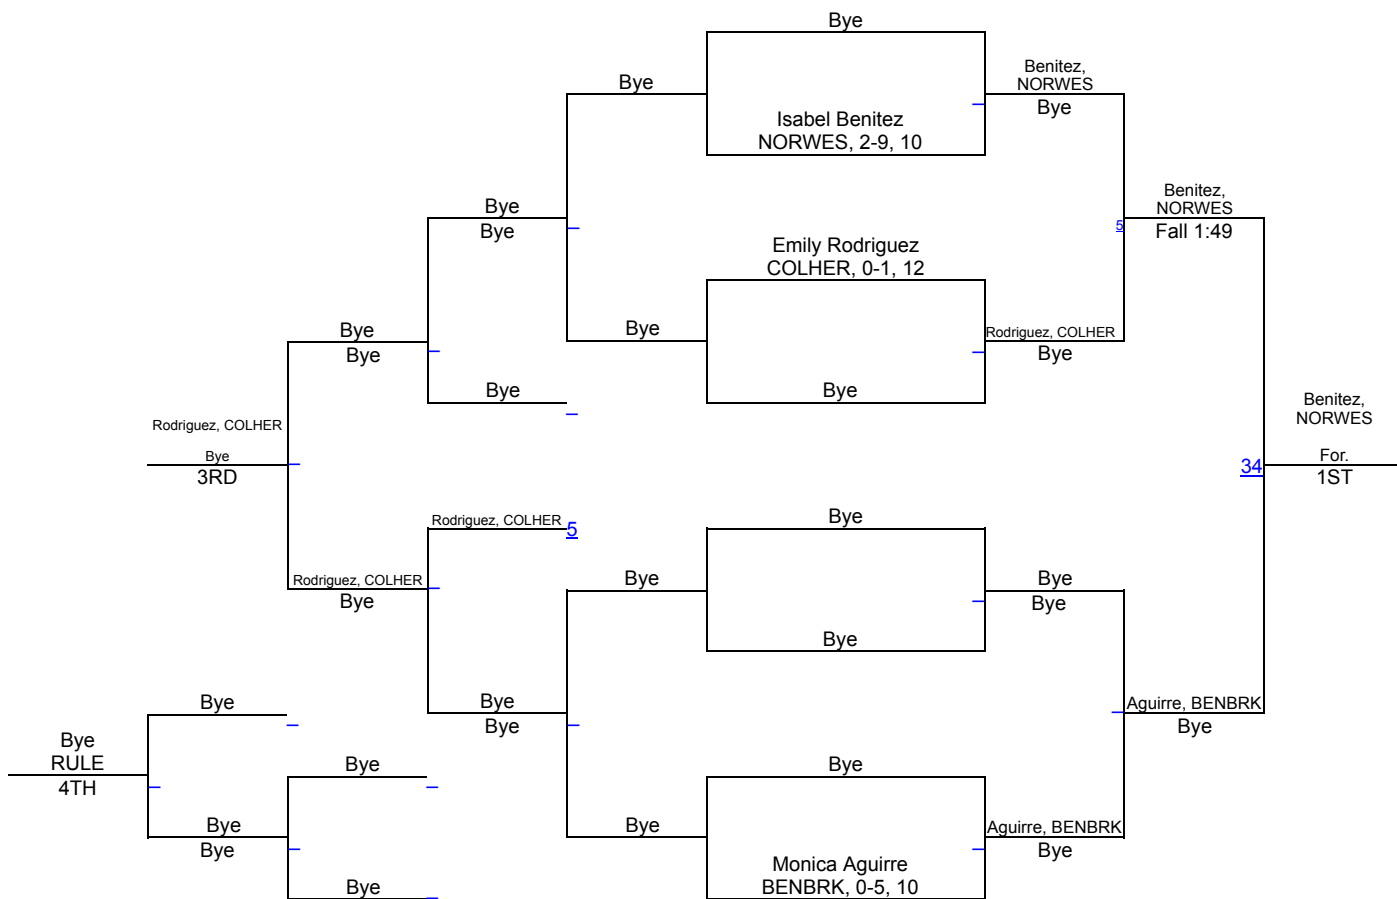 Bye
Benitez,
NORWES
Bye
Bye
Isabel Benitez
NORWES, 2-9, 10
Bye
Benitez,
NORWES
5
Fall 1:49
Bye
Emily Rodriguez
COLHER, 0-1, 12
Bye
Bye
Rodriguez, COLHER
Bye
Bye
Bye
Bye
Bye
Rodriguez, COLHER
Bye
3RD
Benitez,
NORWES
34
For.
1ST
Rodriguez, COLHER
5
Bye
Rodriguez, COLHER
Bye
Bye
Bye
Bye
Bye
Bye
Bye
Aguirre, BENBRK
Bye
Bye
Bye
Bye
RULE
4TH
Bye
Bye
Bye
Bye
Bye
Bye
Aguirre, BENBRK
Bye
Monica Aguirre
BENBRK, 0-5, 10